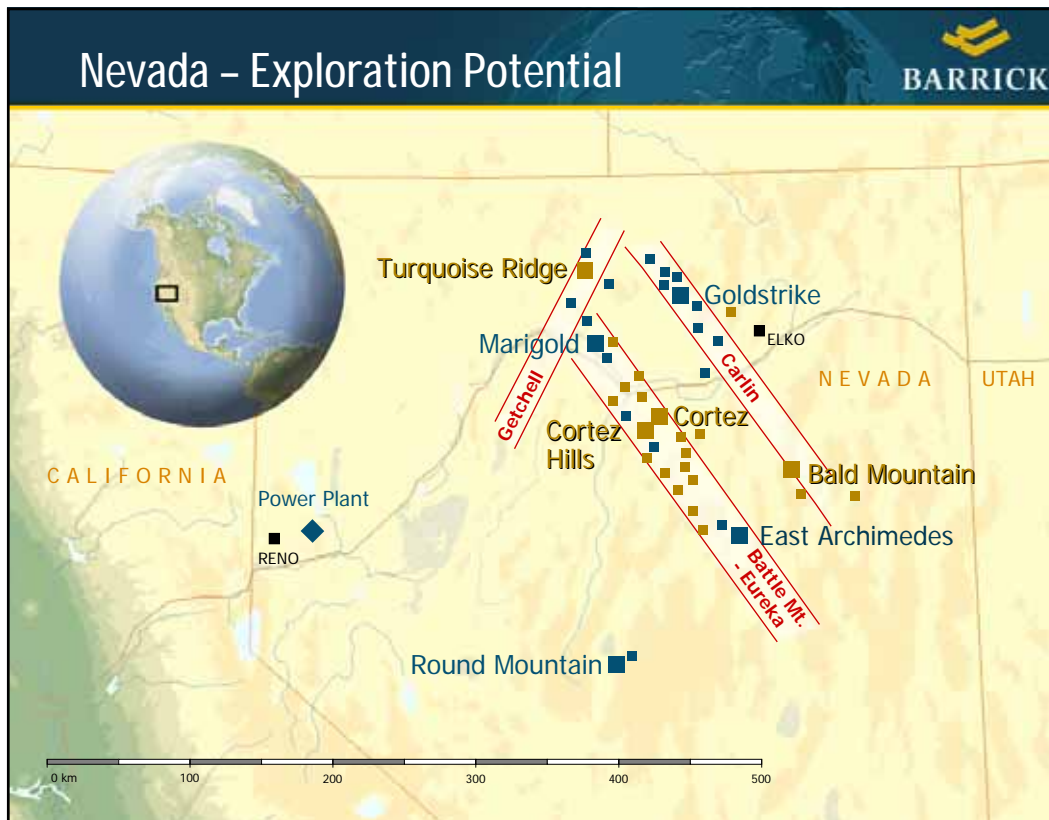 Nevada – Exploration Potential
BARRICK
Turquoise Ridge
Goldstrike
ELKO
Marigold
Getchell
Carlin
NEVADA
UTAH
Cortez
Cortez
Hills
CALIFORNIA
Bald Mountain
Power Plant
RENO
East Archimedes
Battle Mt.
- Eureka
Round Mountain
0 km
100
200
300
400
500